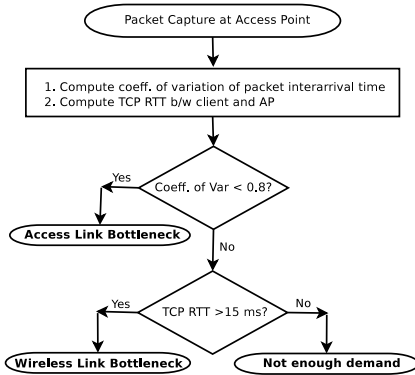 Packet Capture at Access Point
1. Compute coeff. of variation of packet interarrival time
2. Compute TCP RTT b/w client and AP
Coeff. of Var < 0.8?
Yes
Access Link Bottleneck
No
TCP RTT >15 ms?
Yes
No
Wireless Link Bottleneck
Not enough demand